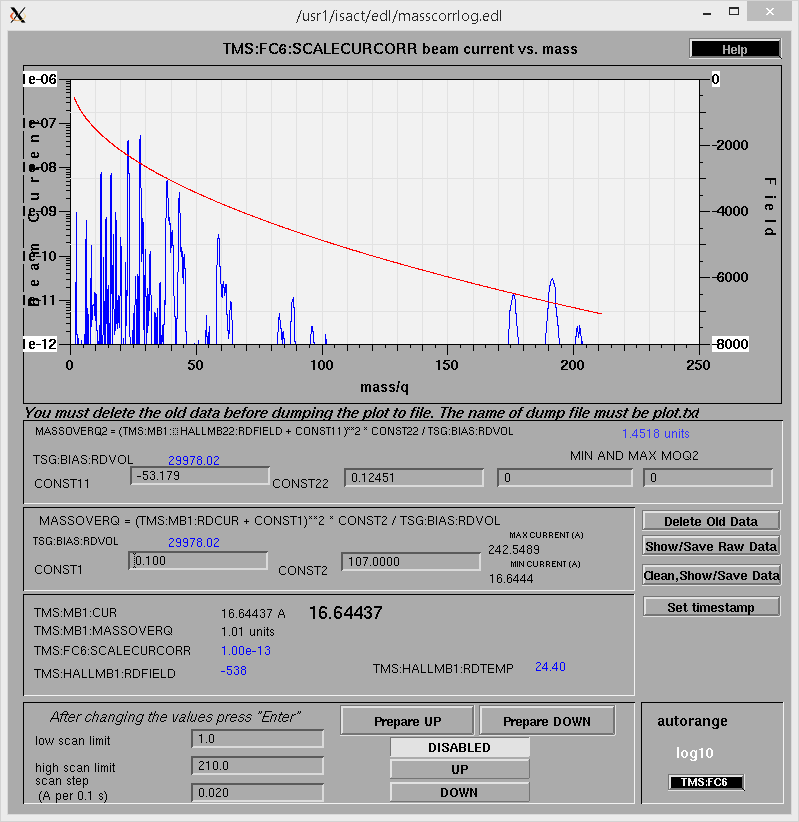 /usr1/isact/edl/masscorrlog.edl
TMS:FC6:SCALECURCORR beam current vs. mass
Help
1e-06
1e-07
1e-08
1e-09
1e-10
1e-11
1e-12
Beam Current
0
-2000
-4000
-6000
-8000
Field
0 50 100 150 200 250
mass/q
You must delete the old data before dumping the plot to file. The name of dump file must be plot.txt
MASSOVERQ2 = (TMS:MB1: HALLMB22:RDFIELD + CONST11)**2 * CONST22 / TSG:BIAS:RDVOL
1.4518 units
TSG:BIAS:RDVOL 29978.02
MIN AND MAX MOQ2
CONST11 -53.179 CONST22 0.12451 0 0
MASSOVERQ = (TMS:MB1:RDCUR + CONST1)**2 * CONST2 / TSG:BIAS:RDVOL
TSG:BIAS:RDVOL 29978.02
MAX CURRENT (A)
242.5489
CONST1 0.100 CONST2 107.0000
MIN CURRENT (A)
16.6444
Delete Old Data
Show/Save Raw Data
Clean,Show/Save Data
Set timestamp
TMS:MB1:CUR 16.64437 A 16.64437
TMS:MB1:MASSOVERQ 1.01 units
TMS:FC6:SCALECURCORR 1.00e-13
TMS:HALLMB1:RDFIELD -538
TMS:HALLMB1:RDTEMP 24.40
After changing the values press "Enter"
low scan limit 1.0
high scan limit 210.0
scan step
(A per 0.1 s) 0.020
Prepare UP
Prepare DOWN
DISABLED
UP
DOWN
autorange
log10
TMS:FC6